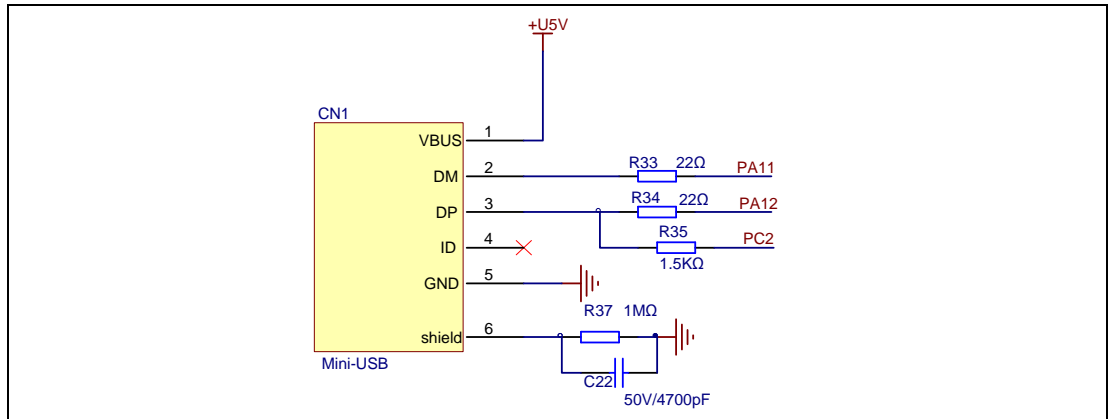 +U5V
CN1
VBUS 1
R33 22Ω PA11
DM 2
R34 22Ω PA12
DP 3
R35 PC2
ID 4
1.5KΩ
GND 5
R37 1MΩ
shield 6
Mini-USB
C22
50V/4700pF